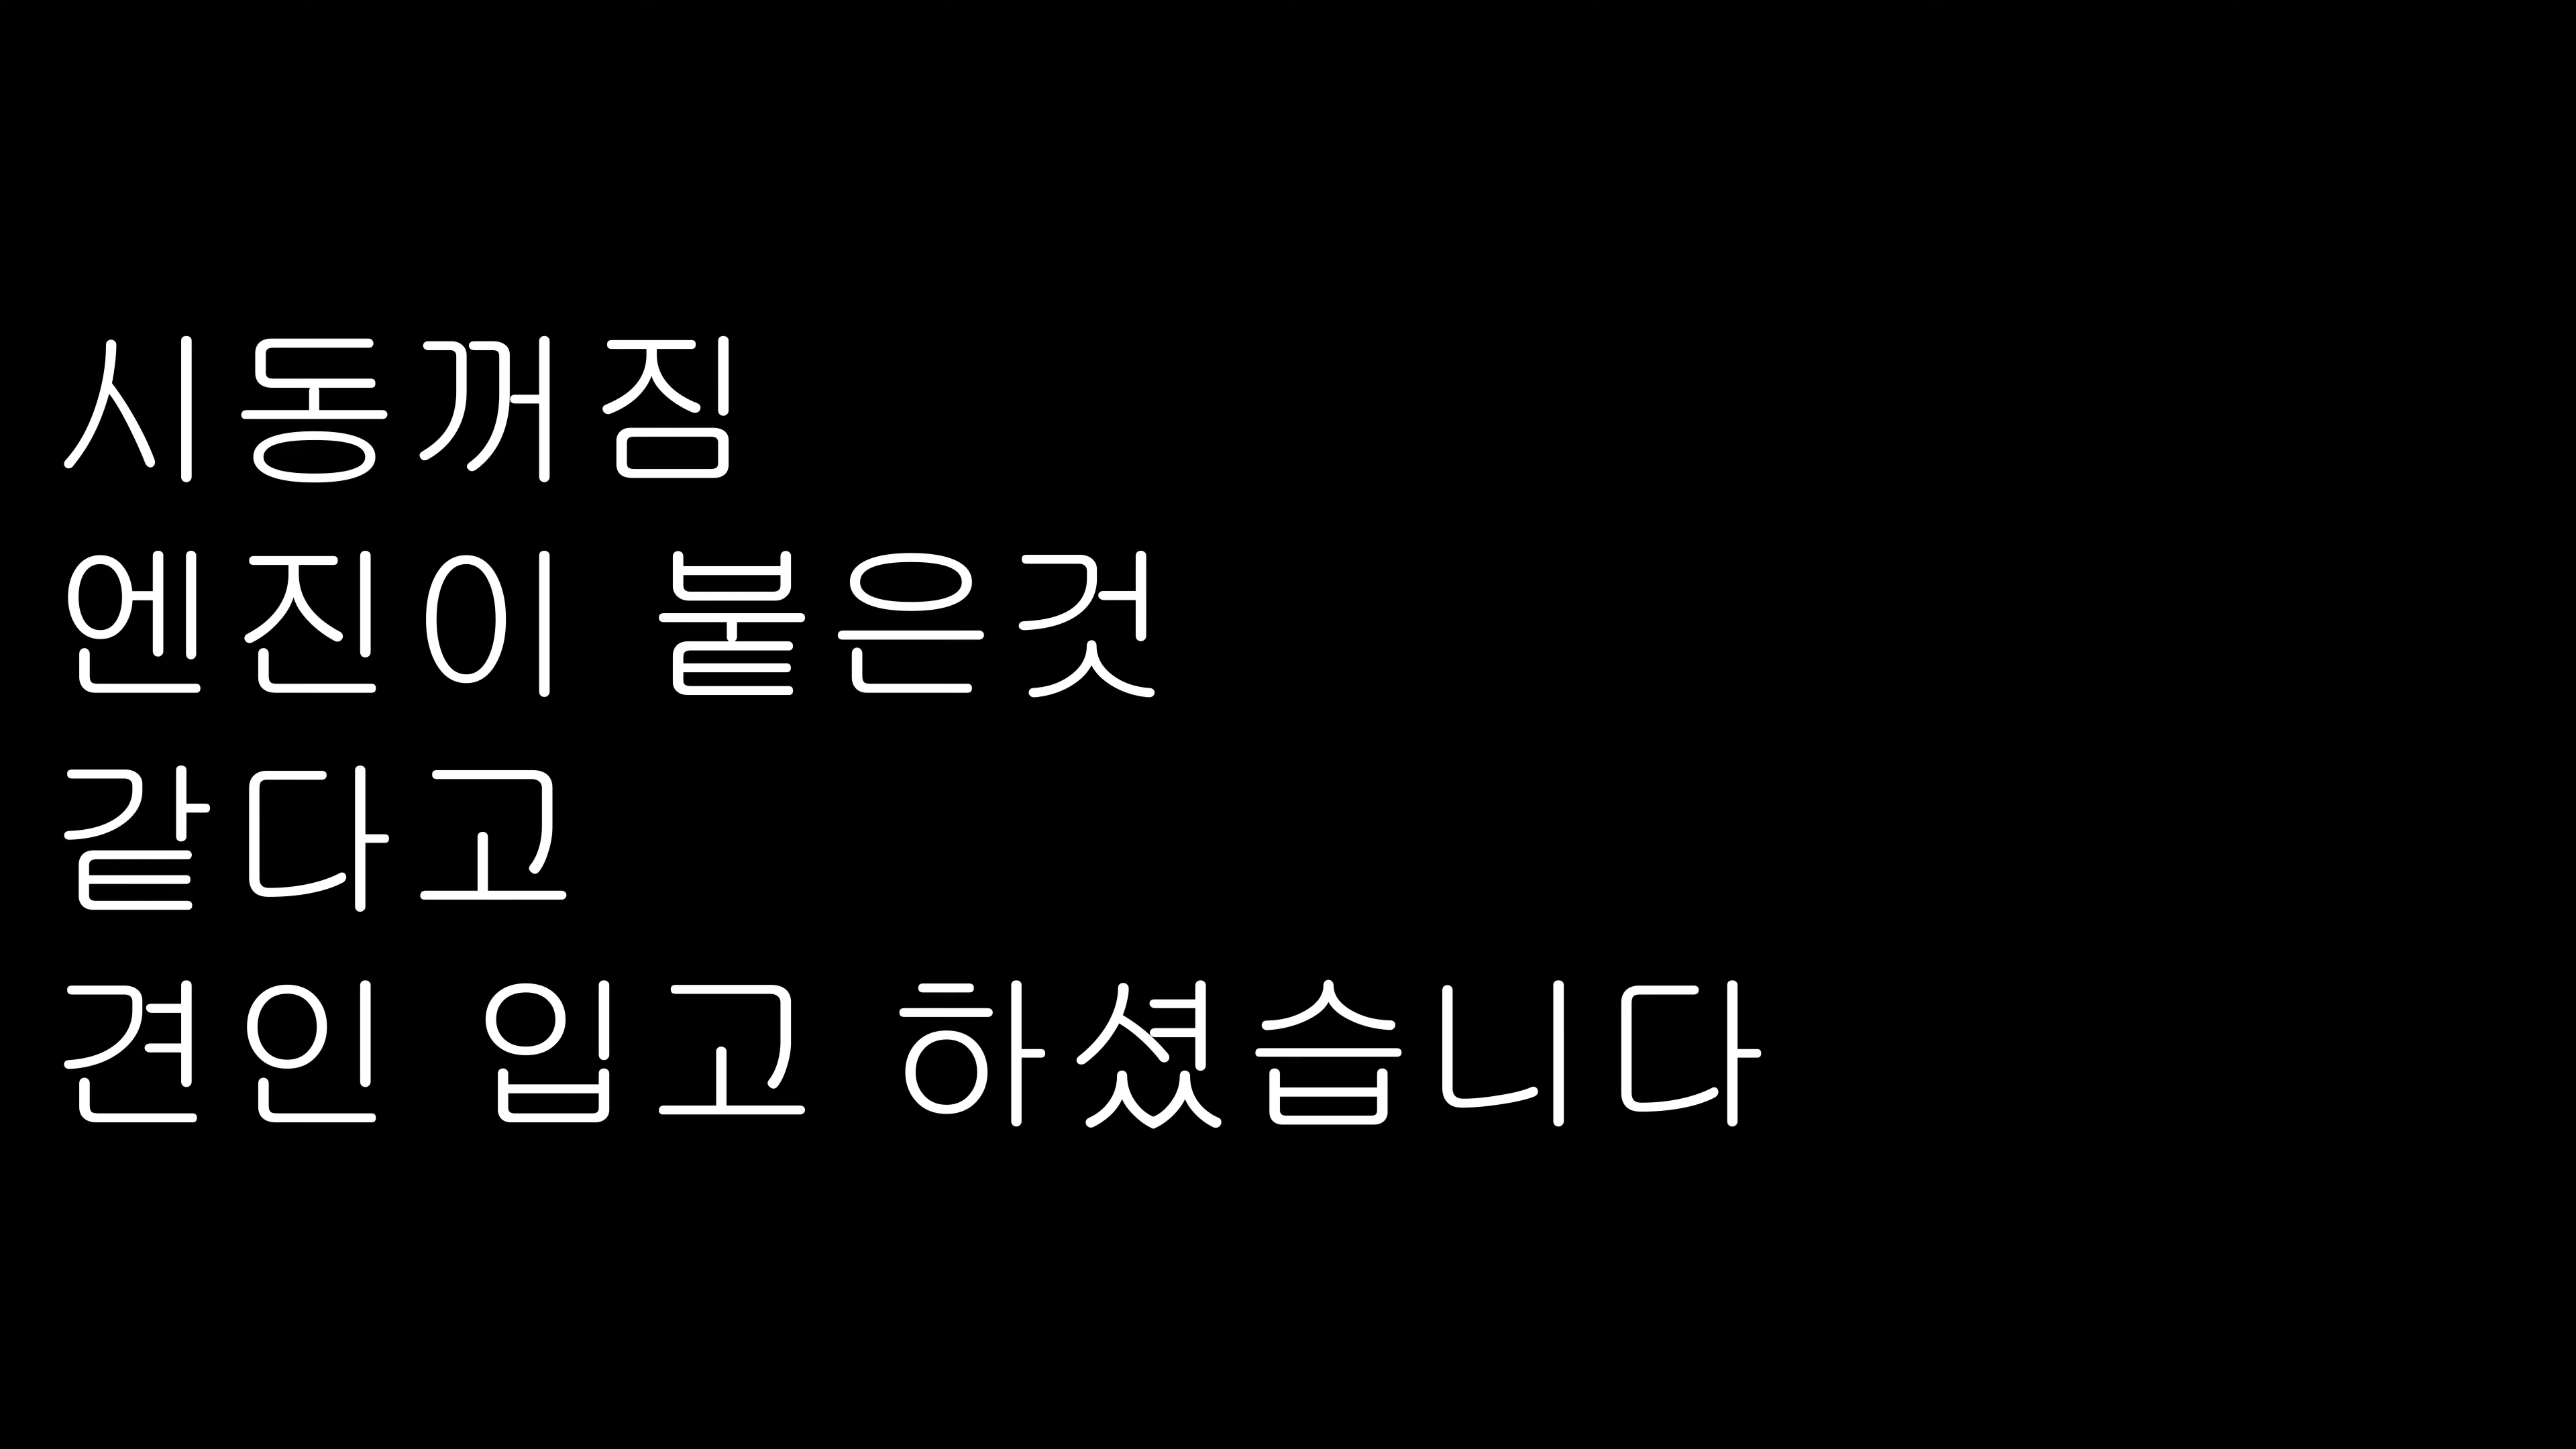 시동꺼짐
엔진이 붙은것
같다고
견인 입고 하셨습니다